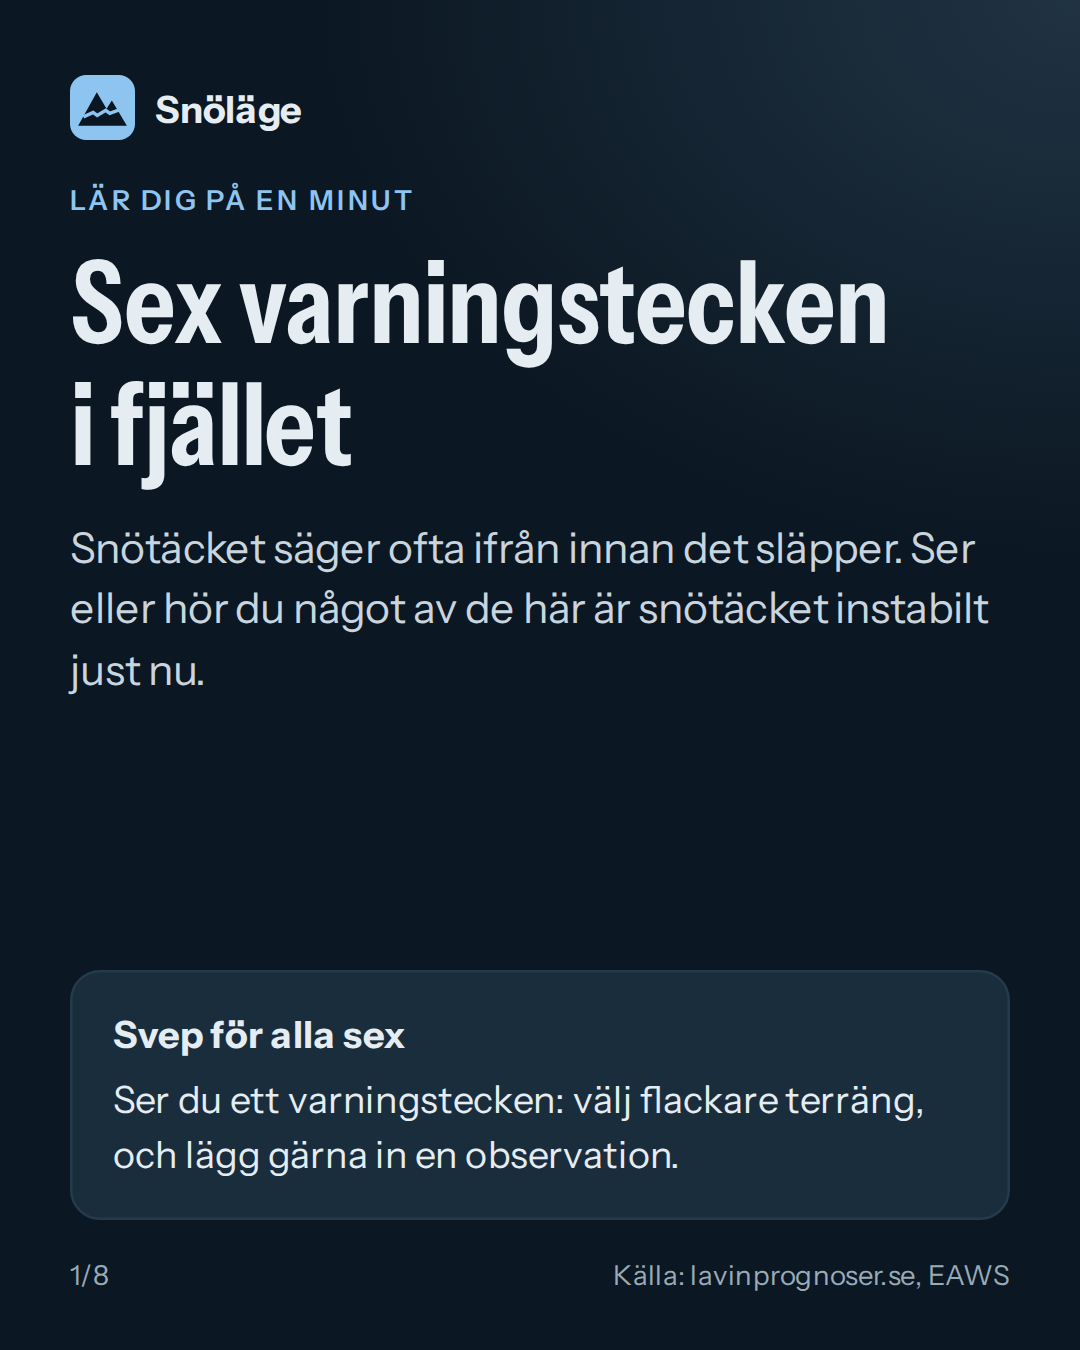 Snöläge
LÄR DIG PÅ EN MINUT
Sex varningstecken
i fjället
Snötäcket säger ofta ifrån innan det släpper. Ser
eller hör du något av de här är snötäcket instabilt
just nu.
Svep för alla sex
Ser du ett varningstecken: välj flackare terräng,
och lägg gärna in en observation.
1/8
Källa: lavinprognoser.se, EAWS